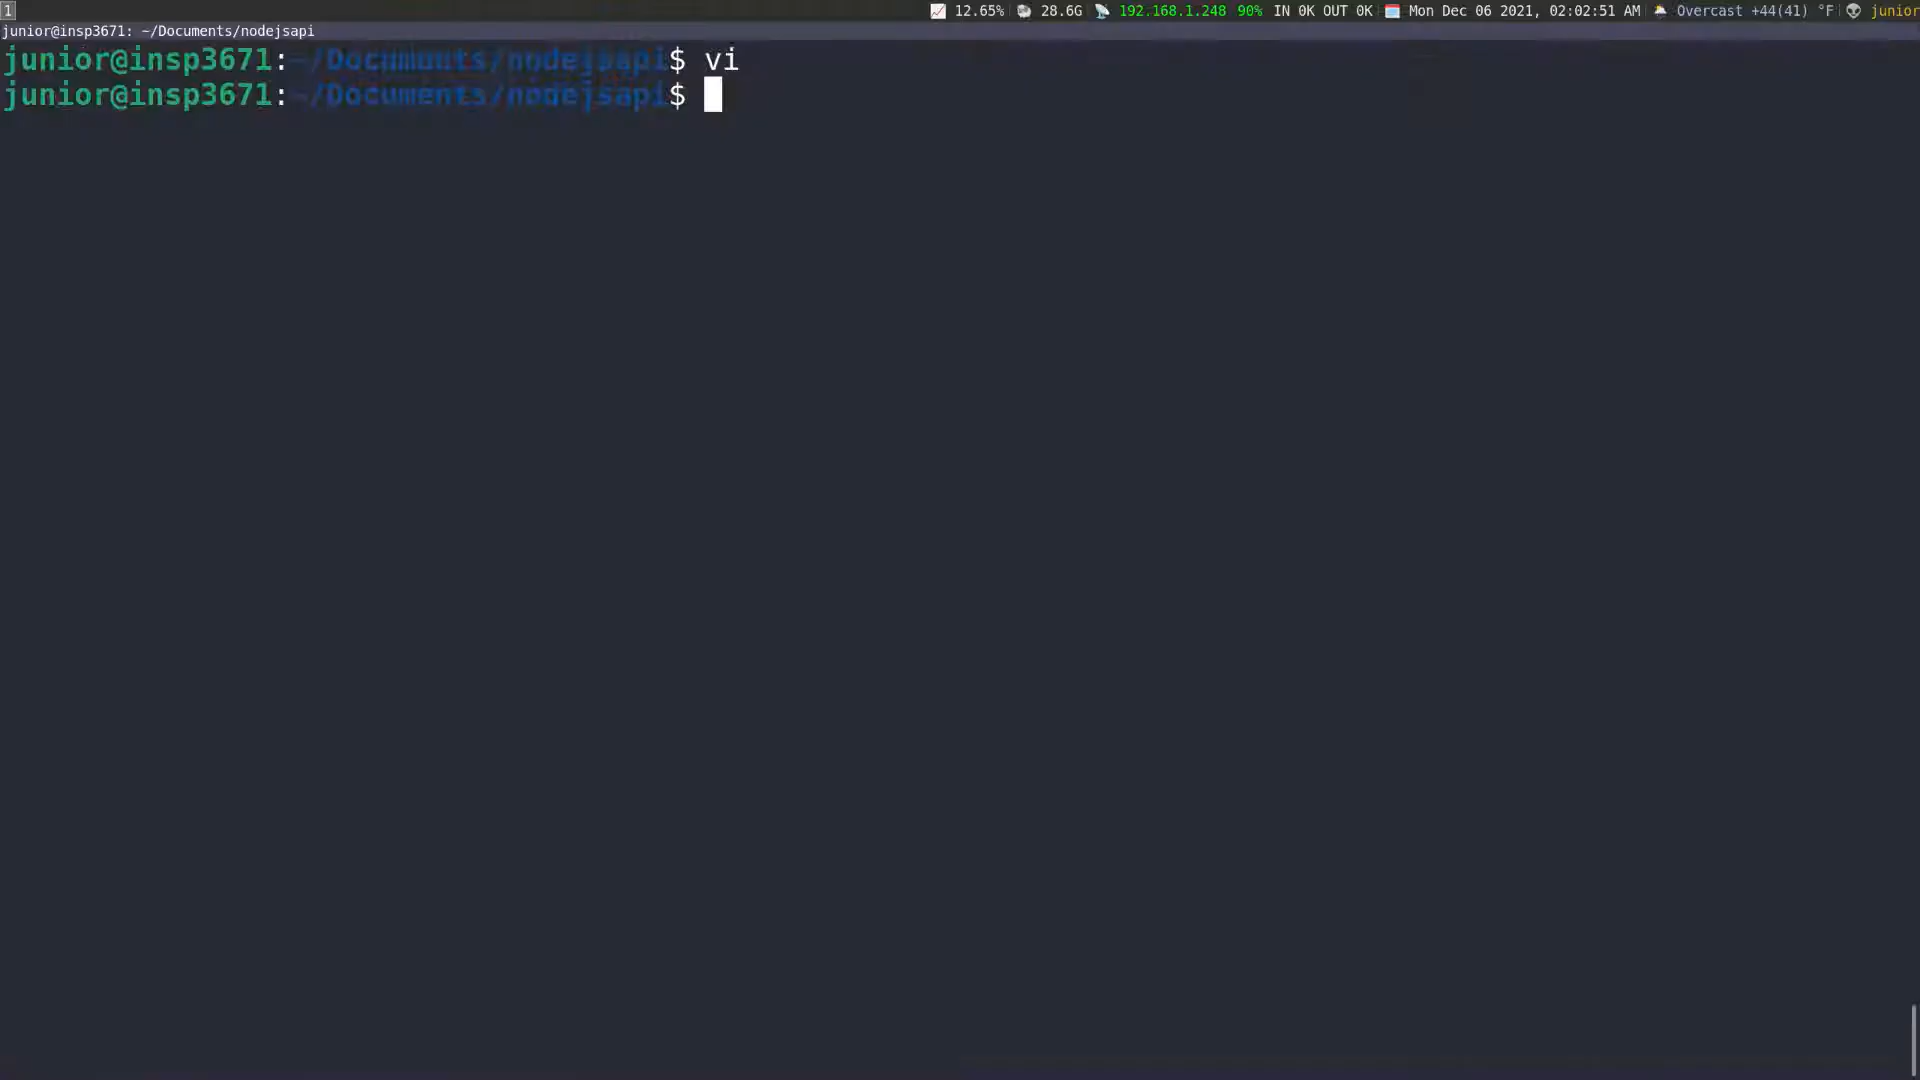 1 12.65% 28.6G 192.168.1.248 90% IN 0K OUT 0K Mon Dec 06 2021, 02:02:51 AM Overcast +44(41) °F junior
junior@insp3671: ~/Documents/nodejsapi
junior@insp3671:~/Documents/nodejsapi$ vi
junior@insp3671:~/Documents/nodejsapi$